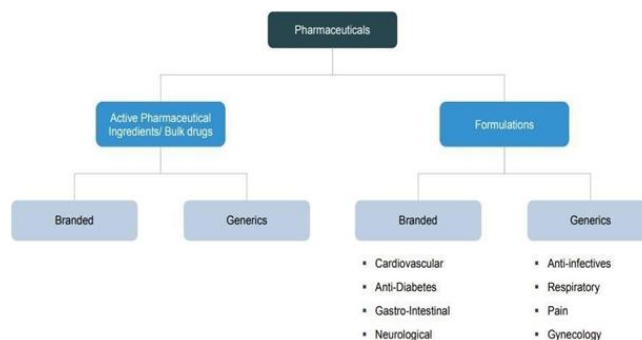 Pharmaceuticals
Active Pharmaceutical
Ingredients/ Bulk drugs
Formulations
Branded
Generics
Branded
Generics
▪ Cardiovascular
▪ Anti-Diabetes
▪ Gastro-Intestinal
▪ Neurological
▪ Anti-infectives
▪ Respiratory
▪ Pain
▪ Gynecology